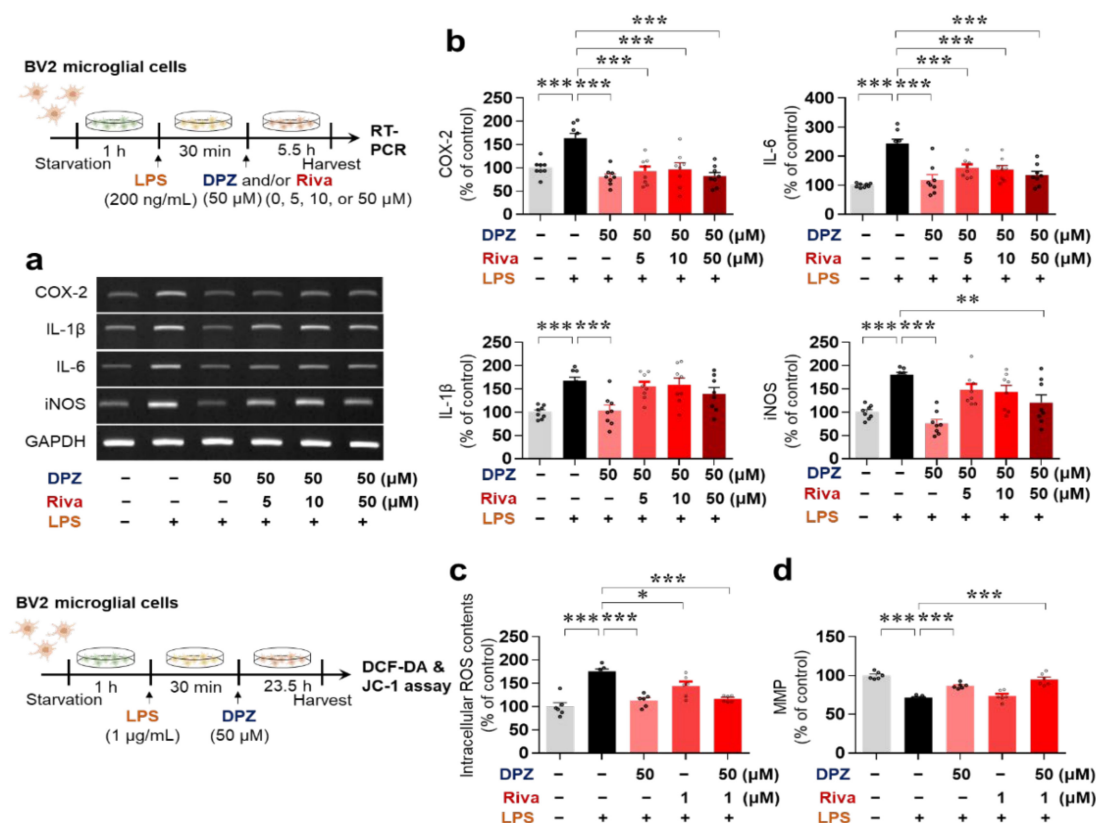 BV2 microglial cells
1 h
30 min
5.5 h
RT-
PCR
Starvation
Harvest
LPS
DPZ and/or Riva
(200 ng/mL) (50 μM) (0, 5, 10, or 50 μM)
a
COX-2
IL-1β
IL-6
iNOS
GAPDH
DPZ – – 50 50 50 50 (μM)
Riva – – – 5 10 50 (μM)
LPS – + + + + +
b
***
***
***
*** ***
COX-2
(% of control)
250
200
150
100
50
0
DPZ – – 50 50 50 50 (μM)
Riva – – – 5 10 50 (μM)
LPS – + + + + +
***
***
***
*** ***
IL-6
(% of control)
400
300
200
100
0
DPZ – – 50 50 50 50 (μM)
Riva – – – 5 10 50 (μM)
LPS – + + + + +
*** ***
IL-1β
(% of control)
250
200
150
100
50
0
DPZ – – 50 50 50 50 (μM)
Riva – – – 5 10 50 (μM)
LPS – + + + + +
**
*** ***
iNOS
(% of control)
250
200
150
100
50
0
DPZ – – 50 50 50 50 (μM)
Riva – – – 5 10 50 (μM)
LPS – + + + + +
BV2 microglial cells
1 h
30 min
23.5 h
DCF-DA &
JC-1 assay
Starvation
Harvest
LPS
DPZ
(1 μg/mL)
(50 μM)
c
***
*
*** ***
Intracellular ROS contents
(% of control)
250
200
150
100
50
0
DPZ – – 50 – 50 (μM)
Riva – – – 1 1 (μM)
LPS – + + + +
d
***
*** ***
MMP
(% of control)
150
100
50
0
DPZ – – 50 – 50 (μM)
Riva – – – 1 1 (μM)
LPS – + + + +